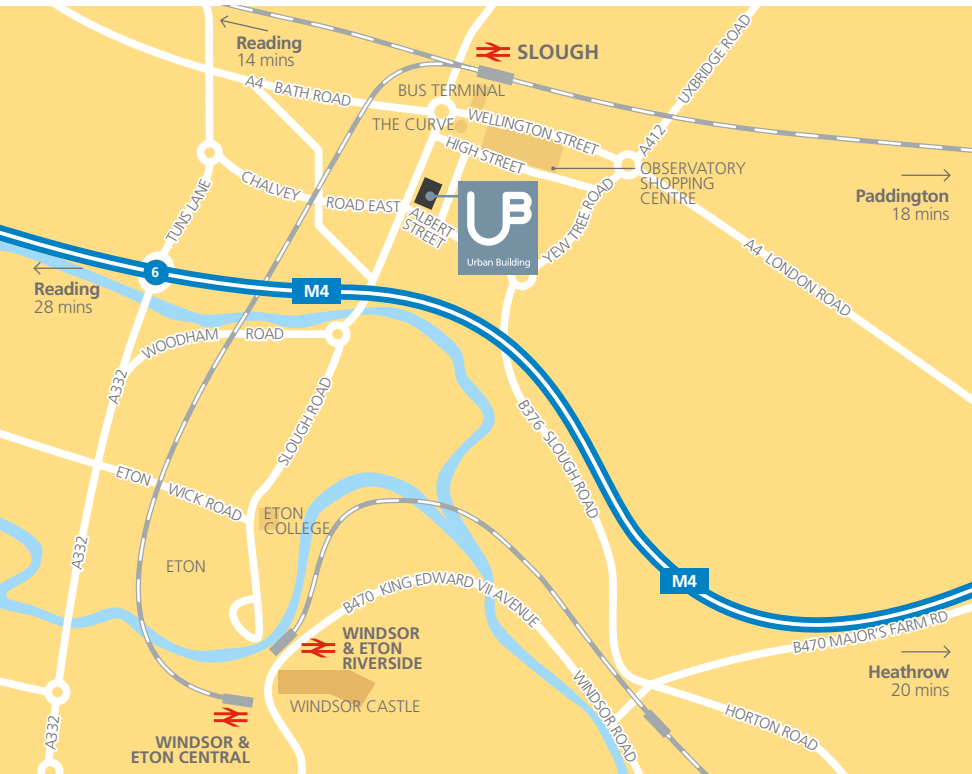 Reading
14 mins
SLOUGH
UXBRIDGE ROAD
A4 BATH ROAD
BUS TERMINAL
THE CURVE
WELLINGTON STREET
HIGH STREET
A412
OBSERVATORY
SHOPPING
CENTRE
Paddington
18 mins
TUNS LANE
CHALVEY
ROAD EAST
ALBERT
STREET
UB
Urban Building
YEW TREE ROAD
A4 LONDON ROAD
6
M4
Reading
28 mins
WOODHAM ROAD
A332
SLOUGH ROAD
B376 SLOUGH ROAD
ETON WICK ROAD
ETON
COLLEGE
A332
ETON
M4
B470 KING EDWARD VII AVENUE
B470 MAJOR'S FARM RD
WINDSOR
& ETON
RIVERSIDE
Heathrow
20 mins
WINDSOR CASTLE
WINDSOR ROAD
HORTON ROAD
A332
WINDSOR &
ETON CENTRAL